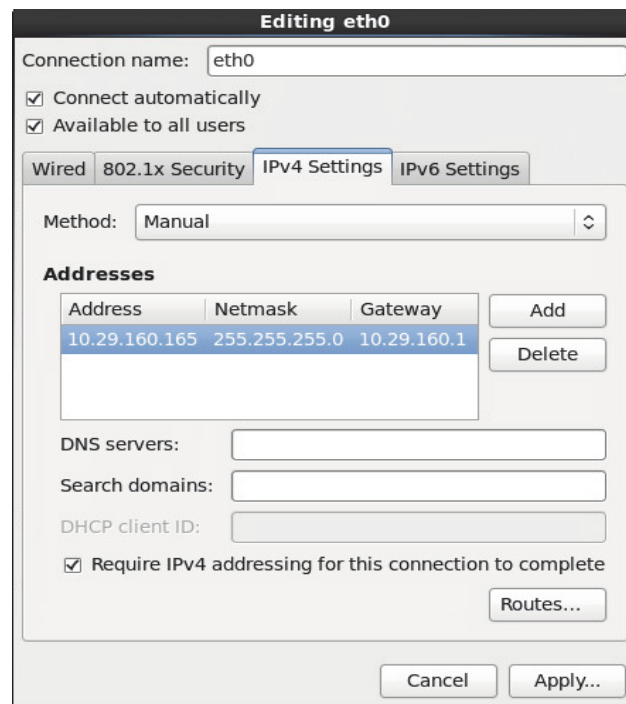 Editing eth0
Connection name: eth0
Connect automatically
Available to all users
Wired 802.1x Security IPv4 Settings IPv6 Settings
Method: Manual
Addresses
Address Netmask Gateway Add
10.29.160.165 255.255.255.0 10.29.160.1
Delete
DNS servers:
Search domains:
DHCP client ID:
Require IPv4 addressing for this connection to complete
Routes...
Cancel Apply...